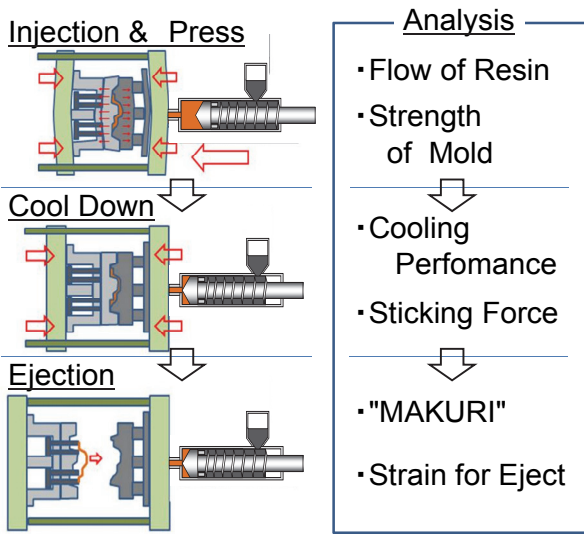 Injection & Press
Cool Down
Ejection
Analysis
・Flow of Resin
・Strength
of Mold
・Cooling
Perfomance
・Sticking Force
・"MAKURI"
・Strain for Eject